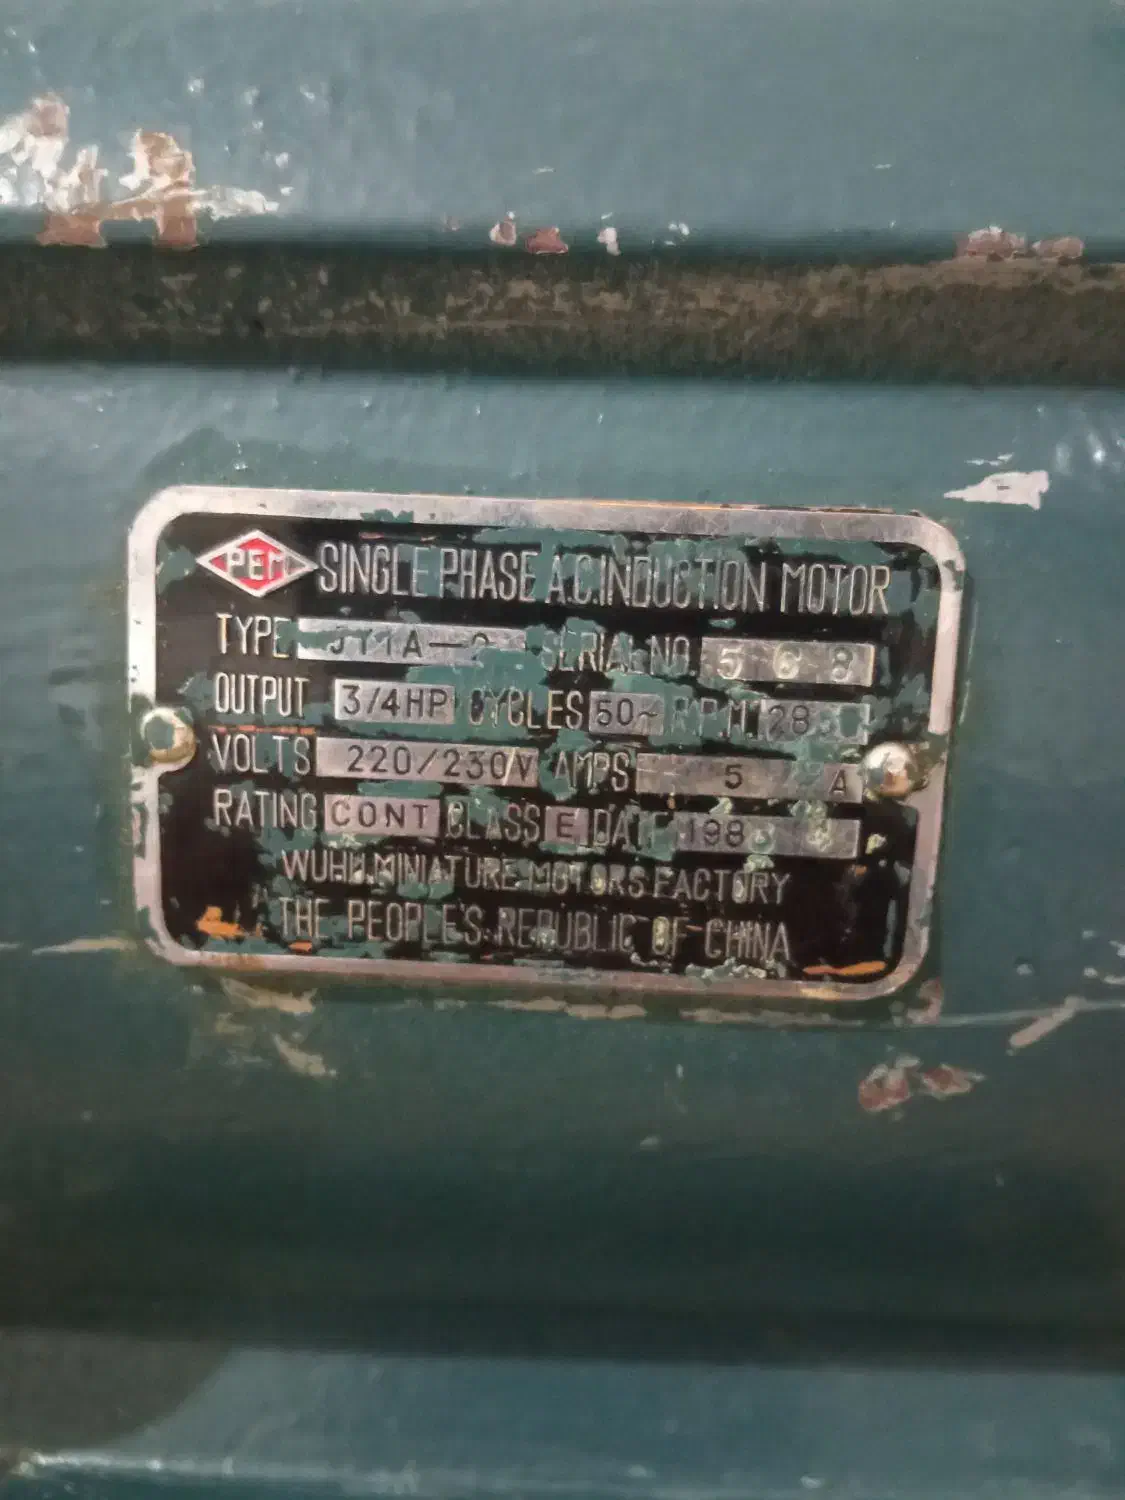 PEM SINGLE PHASE A.C. INDUCTION MOTOR
TYPE SERIAL NO. 5 6 8
OUTPUT 3/4HP CYCLES 50~ R.P.M.
VOLTS 220/230V AMPS 5 A
RATING CONT CLASS E DATE
WUHU MINIATURE MOTORS FACTORY
THE PEOPLE'S REPUBLIC OF CHINA